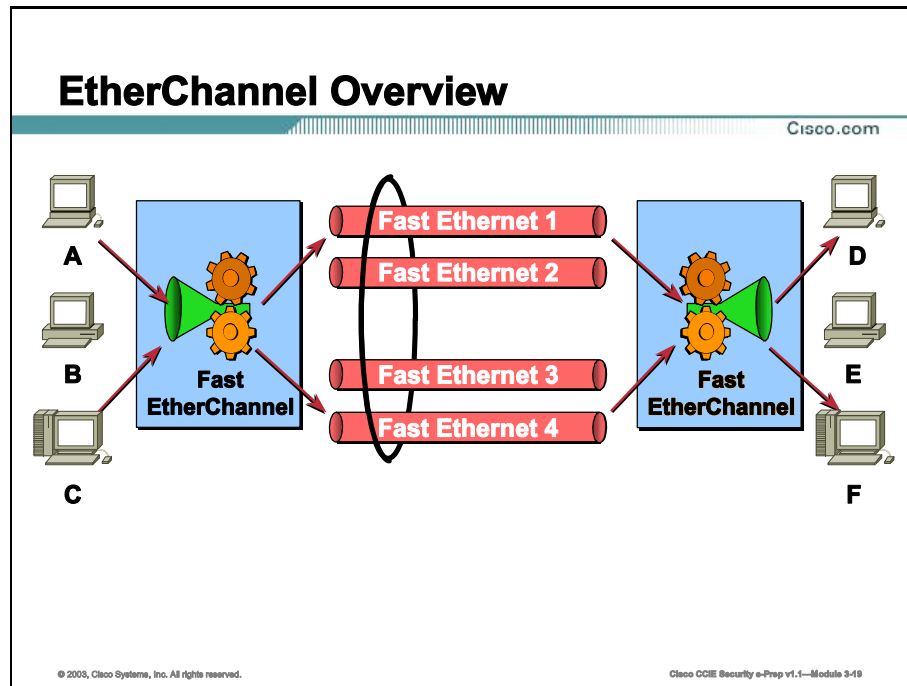 EtherChannel Overview
Cisco.com
A
B
C
Fast
EtherChannel
Fast Ethernet 1
Fast Ethernet 2
Fast Ethernet 3
Fast Ethernet 4
Fast
EtherChannel
D
E
F
© 2003, Cisco Systems, Inc. All rights reserved.
Cisco CCIE Security e-Prep v1.1—Module 3-19